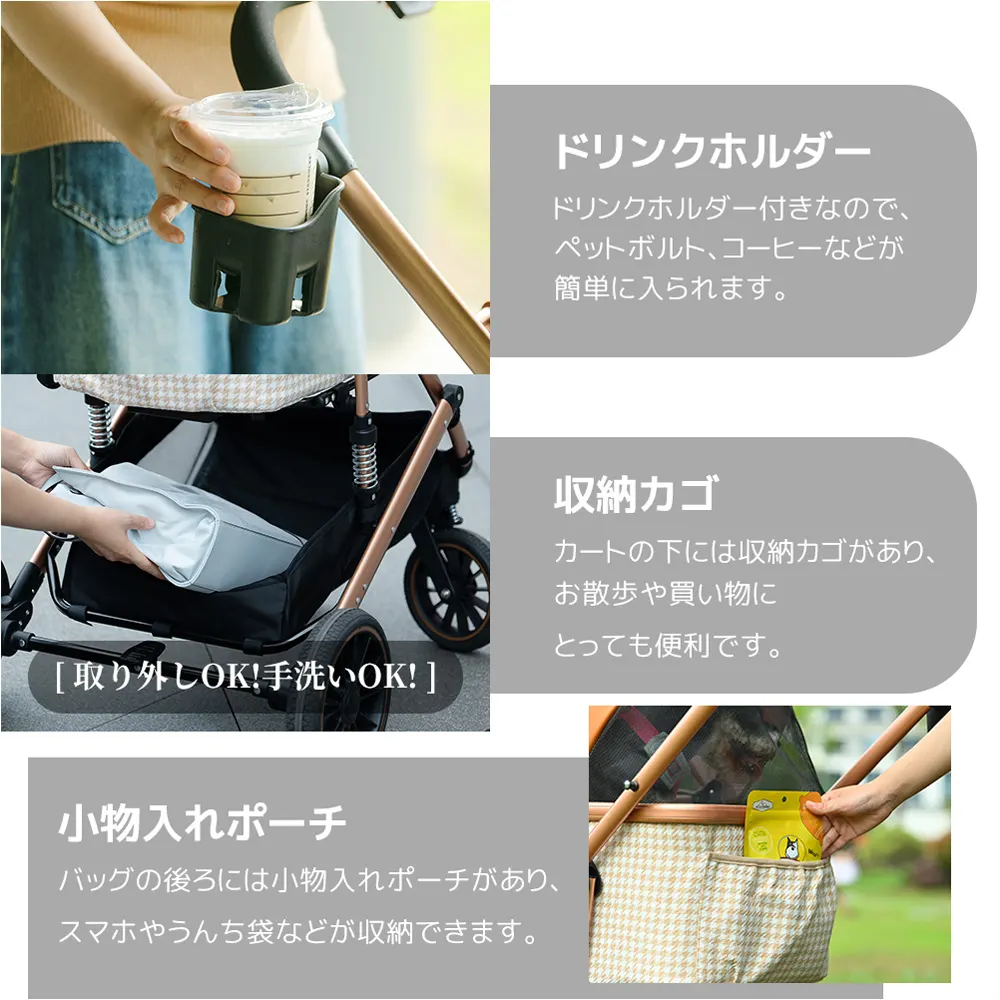 ドリンクホルダー
ドリンクホルダー付きなので、
ペットボルト、コーヒーなどが
簡単に入られます。
収納カゴ
カートの下には収納カゴがあり、
お散歩や買い物に
とっても便利です。
[ 取り外しOK!手洗いOK! ]
小物入れポーチ
バッグの後ろには小物入れポーチがあり、
スマホやうんち袋などが収納できます。